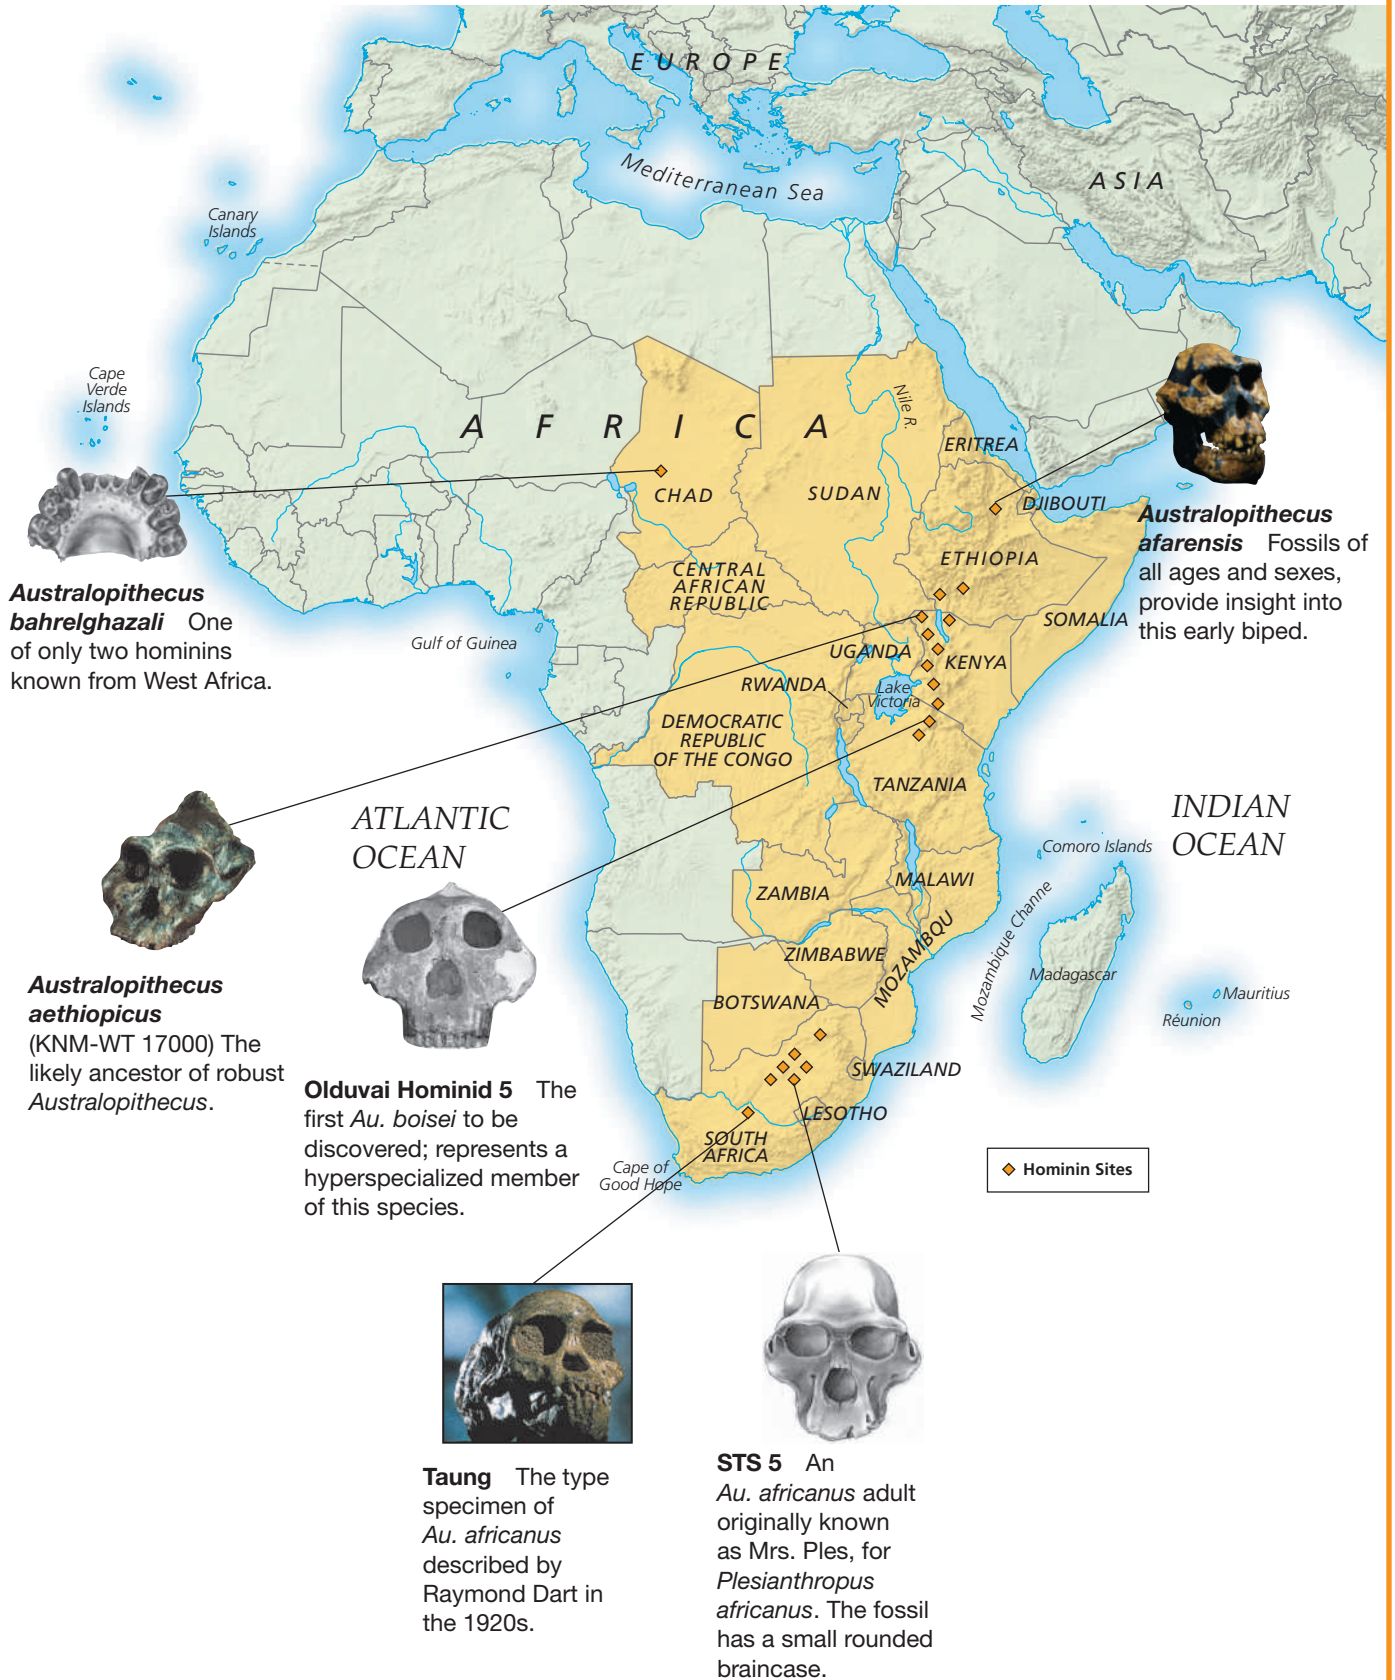 EUROPE
Mediterranean Sea
ASIA
Canary
Islands
Cape
Verde
Islands
AFRICA
Nile R.
ERITREA
CHAD
SUDAN
DJIBOUTI
Australopithecus
afarensis Fossils of
all ages and sexes,
provide insight into
this early biped.
ETHIOPIA
CENTRAL
AFRICAN
REPUBLIC
SOMALIA
Australopithecus
bahrelghazali One
of only two hominins
known from West Africa.
Gulf of Guinea
UGANDA
KENYA
RWANDA
Lake
Victoria
DEMOCRATIC
REPUBLIC
OF THE CONGO
TANZANIA
ATLANTIC
OCEAN
INDIAN
OCEAN
Comoro Islands
ZAMBIA
MALAWI
Mozambique Channe
MOZAMBQU
ZIMBABWE
Madagascar
Mauritius
Réunion
BOTSWANA
Australopithecus
aethiopicus
(KNM-WT 17000) The
likely ancestor of robust
Australopithecus.
SWAZILAND
Olduvai Hominid 5 The
first Au. boisei to be
discovered; represents a
hyperspecialized member
of this species.
LESOTHO
SOUTH
AFRICA
Cape of
Good Hope
Hominin Sites
Taung The type
specimen of
Au. africanus
described by
Raymond Dart in
the 1920s.
STS 5 An
Au. africanus adult
originally known
as Mrs. Ples, for
Plesianthropus
africanus. The fossil
has a small rounded
braincase.